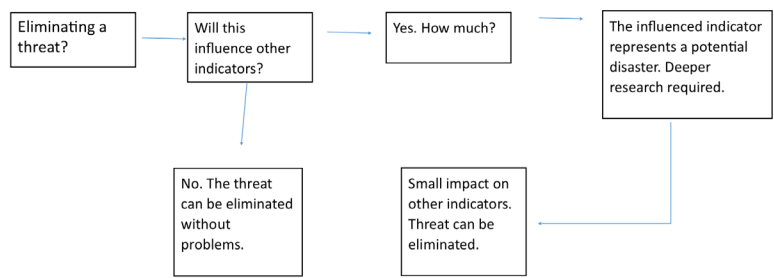 Eliminating a
threat?
Will this
influence other
indicators?
Yes. How much?
The influenced indicator
represents a potential
disaster. Deeper
research required.
No. The threat
can be eliminated
without
problems.
Small impact on
other indicators.
Threat can be
eliminated.